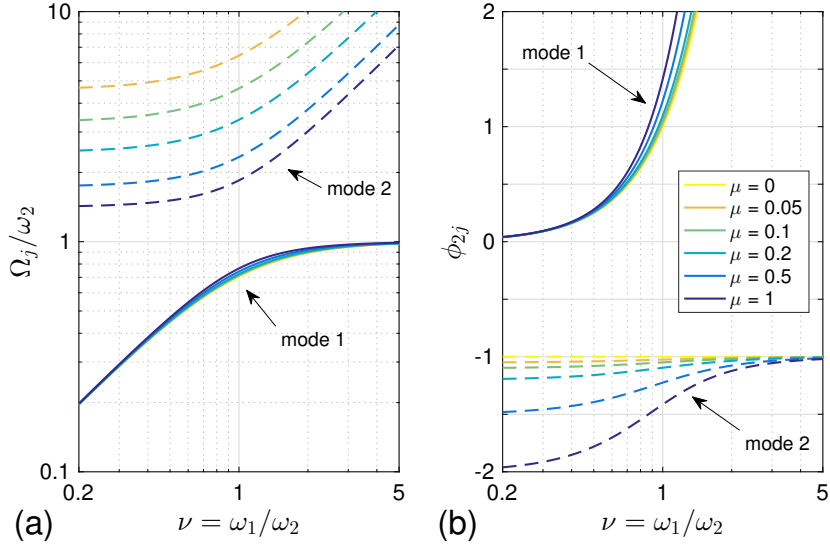 10
1
0.1
Ω_j/ω_2
mode 2
mode 1
0.2
1
5
(a)
ν = ω_1/ω_2
2
1
0
-1
-2
ϕ_{2j}
mode 1
μ = 0
μ = 0.05
μ = 0.1
μ = 0.2
μ = 0.5
μ = 1
mode 2
0.2
1
5
(b)
ν = ω_1/ω_2